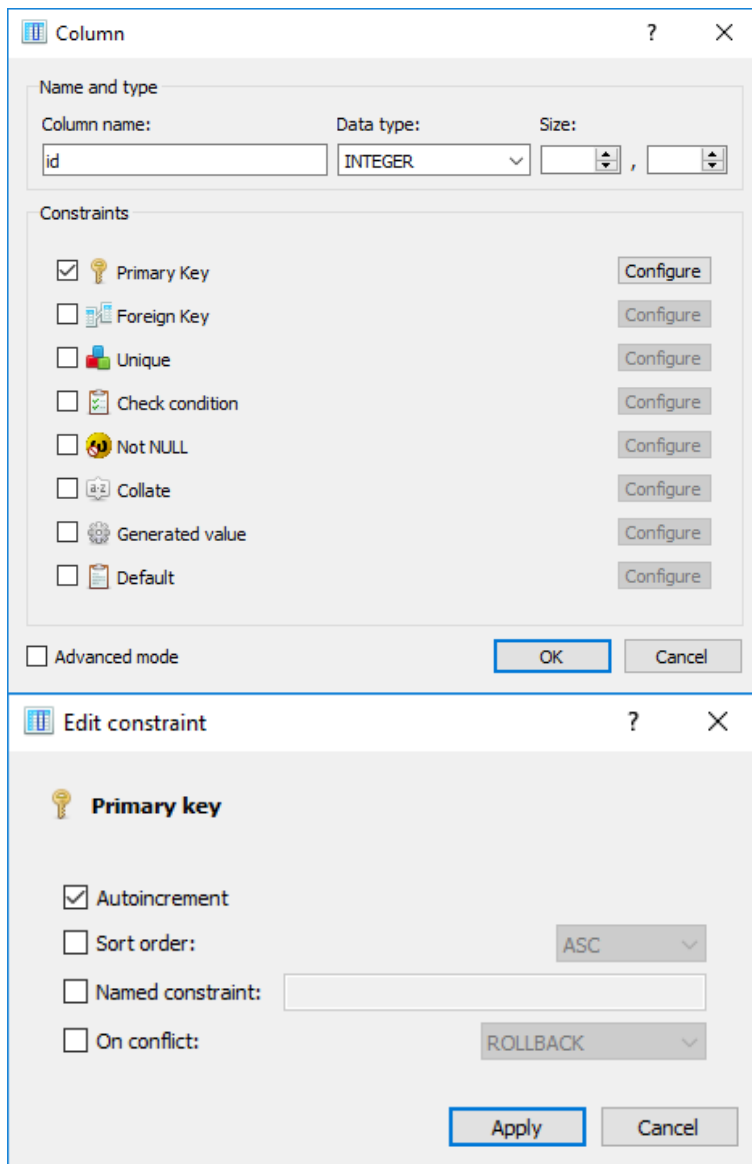 Column ?
Name and type
Column name: Data type: Size:
id INTEGER ,
Constraints
Primary Key Configure
Foreign Key Configure
Unique Configure
Check condition Configure
Not NULL Configure
a·z Collate Configure
Generated value Configure
Default Configure
Advanced mode OK Cancel
Edit constraint ?
Primary key
Autoincrement
Sort order: ASC
Named constraint:
On conflict: ROLLBACK
Apply Cancel